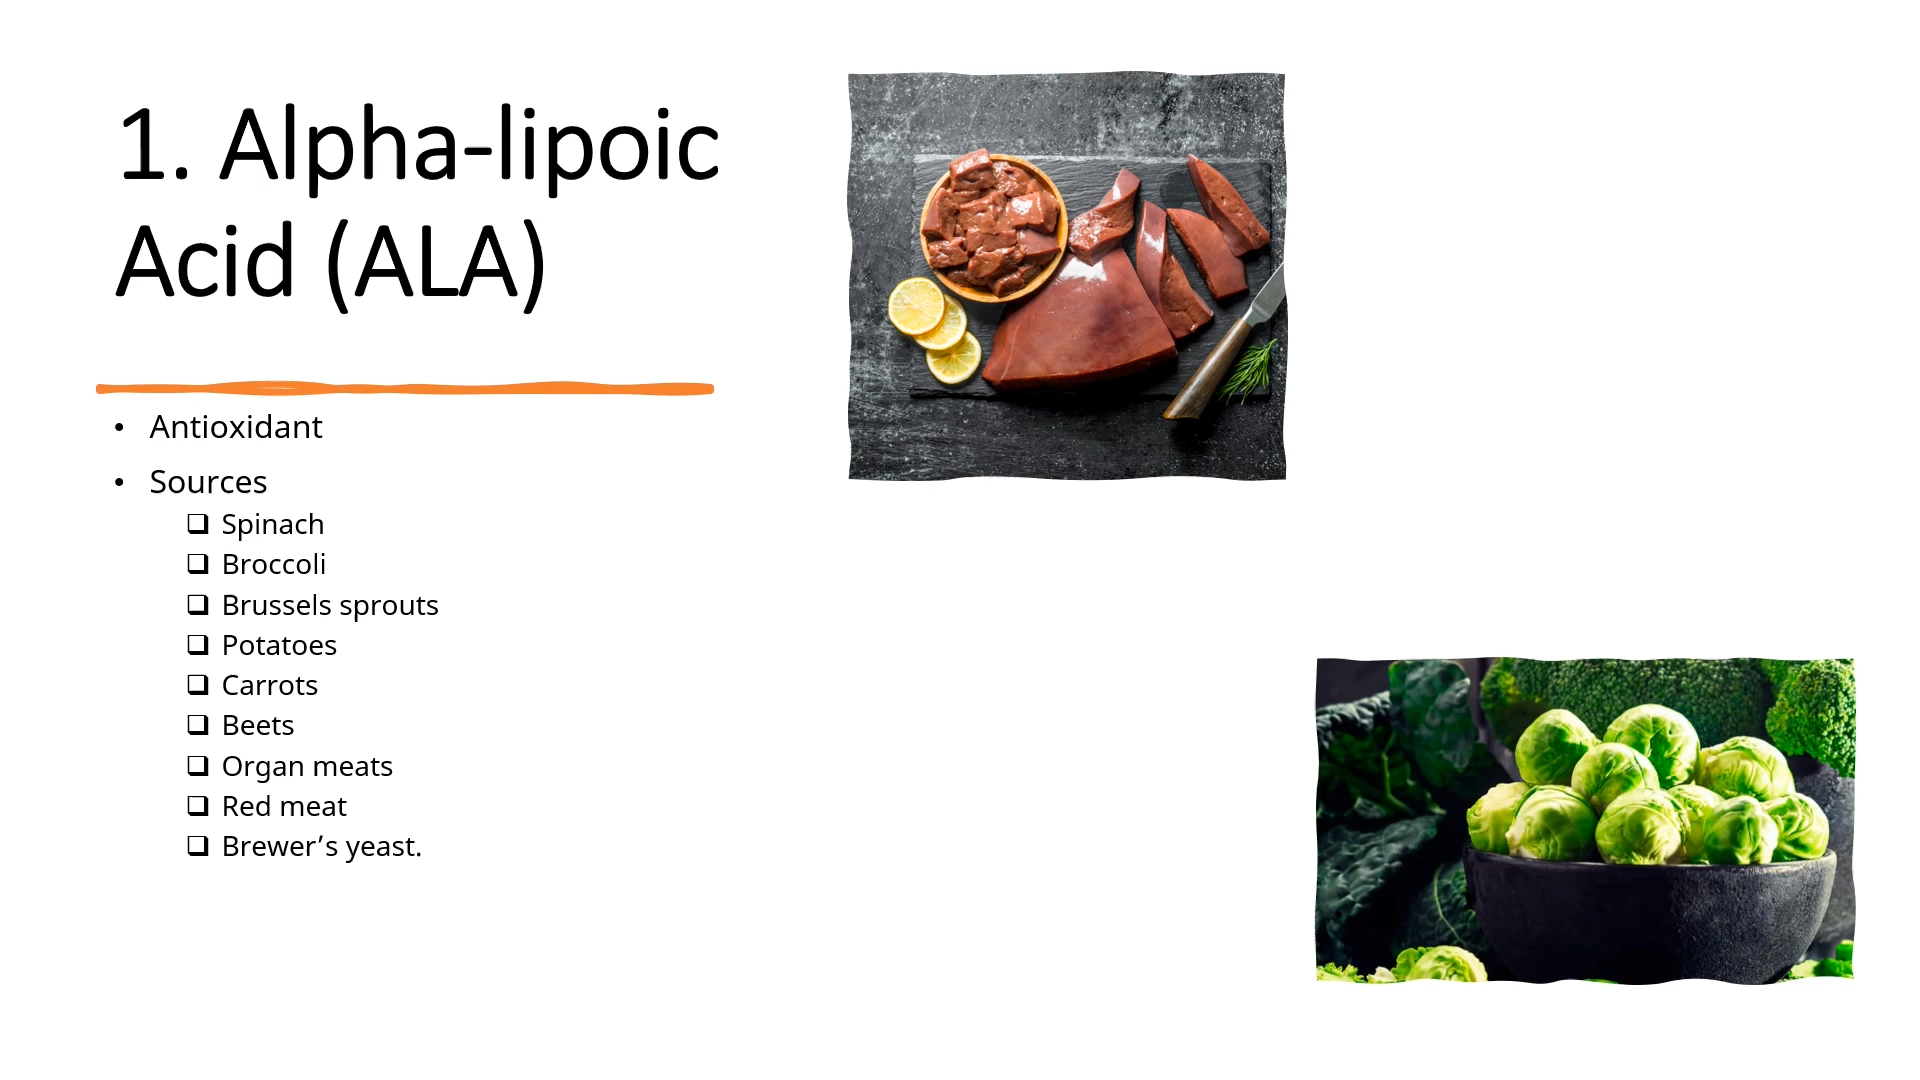 1. Alpha-lipoic
Acid (ALA)
• Antioxidant
• Sources
❑ Spinach
❑ Broccoli
❑ Brussels sprouts
❑ Potatoes
❑ Carrots
❑ Beets
❑ Organ meats
❑ Red meat
❑ Brewer’s yeast.